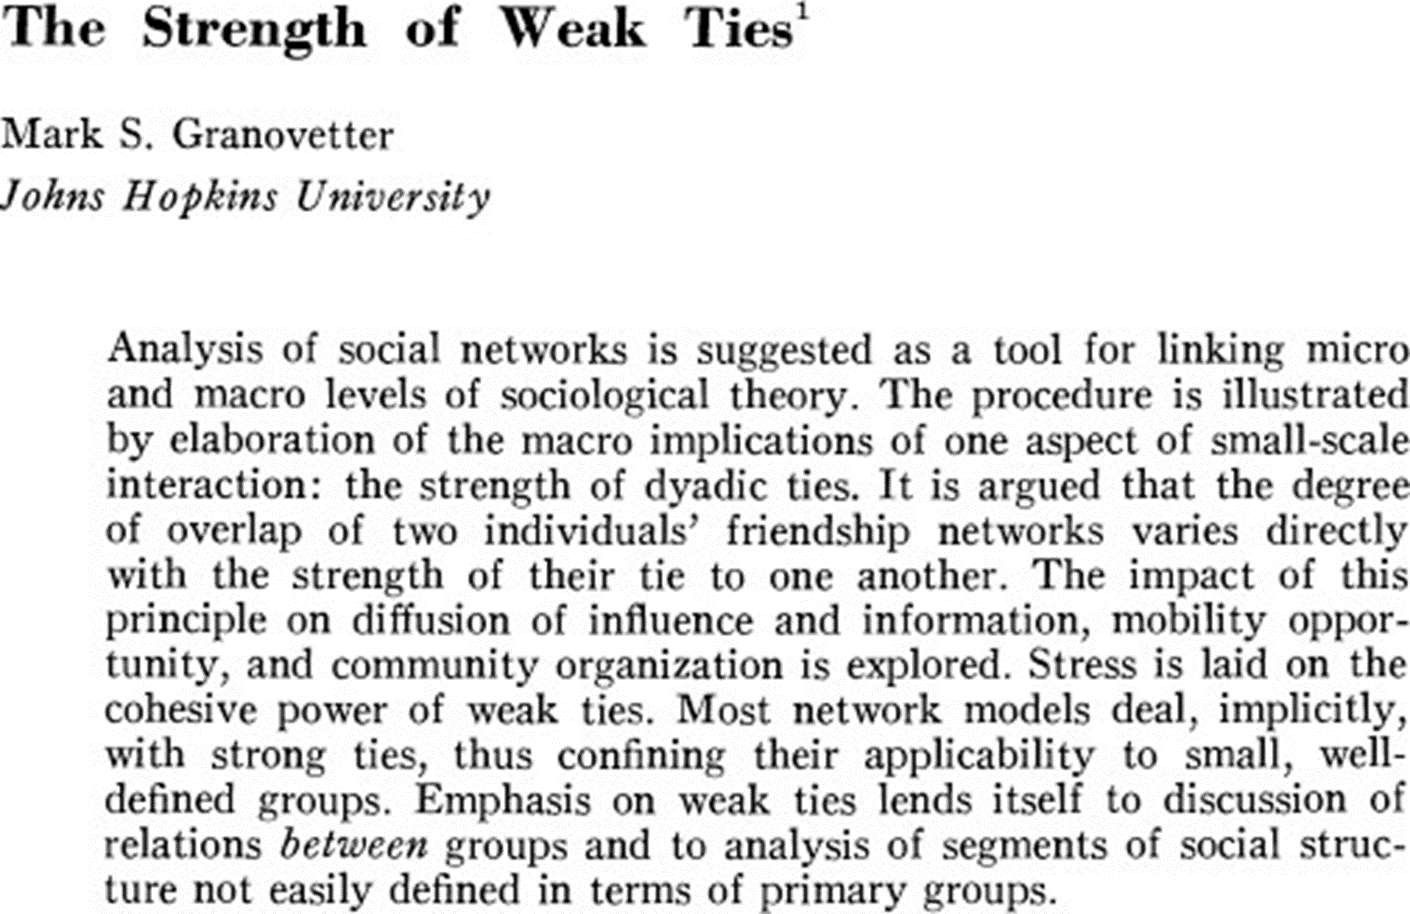 The Strength of Weak Ties¹
Mark S. Granovetter
Johns Hopkins University
Analysis of social networks is suggested as a tool for linking micro
and macro levels of sociological theory. The procedure is illustrated
by elaboration of the macro implications of one aspect of small-scale
interaction: the strength of dyadic ties. It is argued that the degree
of overlap of two individuals’ friendship networks varies directly
with the strength of their tie to one another. The impact of this
principle on diffusion of influence and information, mobility oppor-
tunity, and community organization is explored. Stress is laid on the
cohesive power of weak ties. Most network models deal, implicitly,
with strong ties, thus confining their applicability to small, well-
defined groups. Emphasis on weak ties lends itself to discussion of
relations between groups and to analysis of segments of social struc-
ture not easily defined in terms of primary groups.